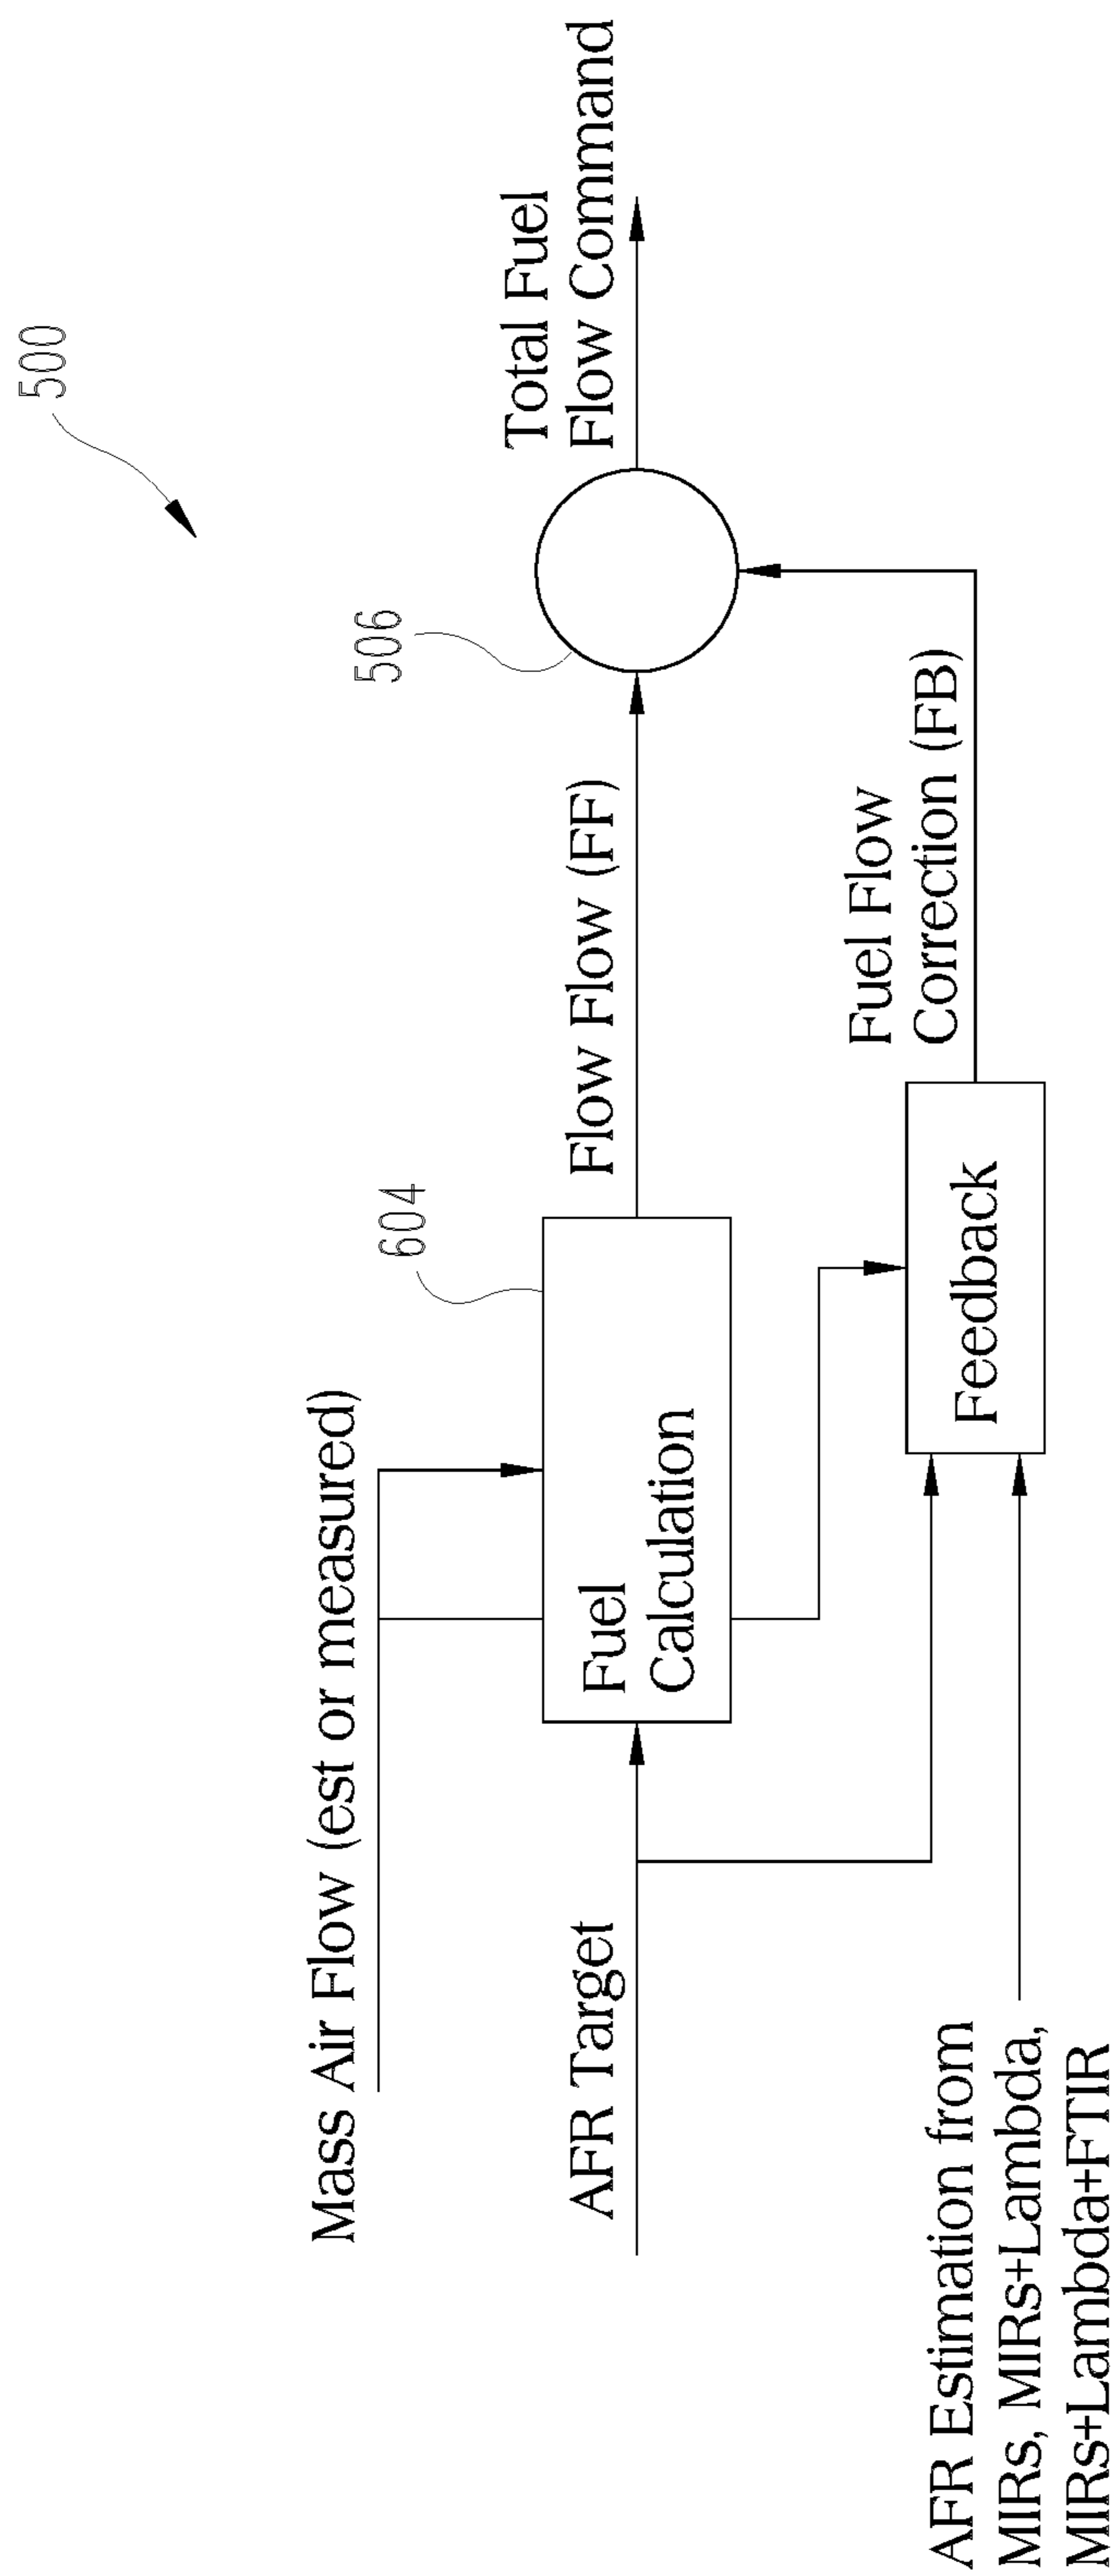 500
Mass Air Flow (est or measured)
604
506
AFR Target
Fuel
Calculation
Flow Flow (FF)
Total Fuel
Flow Command
Fuel Flow
Correction (FB)
Feedback
AFR Estimation from
MIRs, MIRs+Lambda,
MIRs+Lambda+FTIR